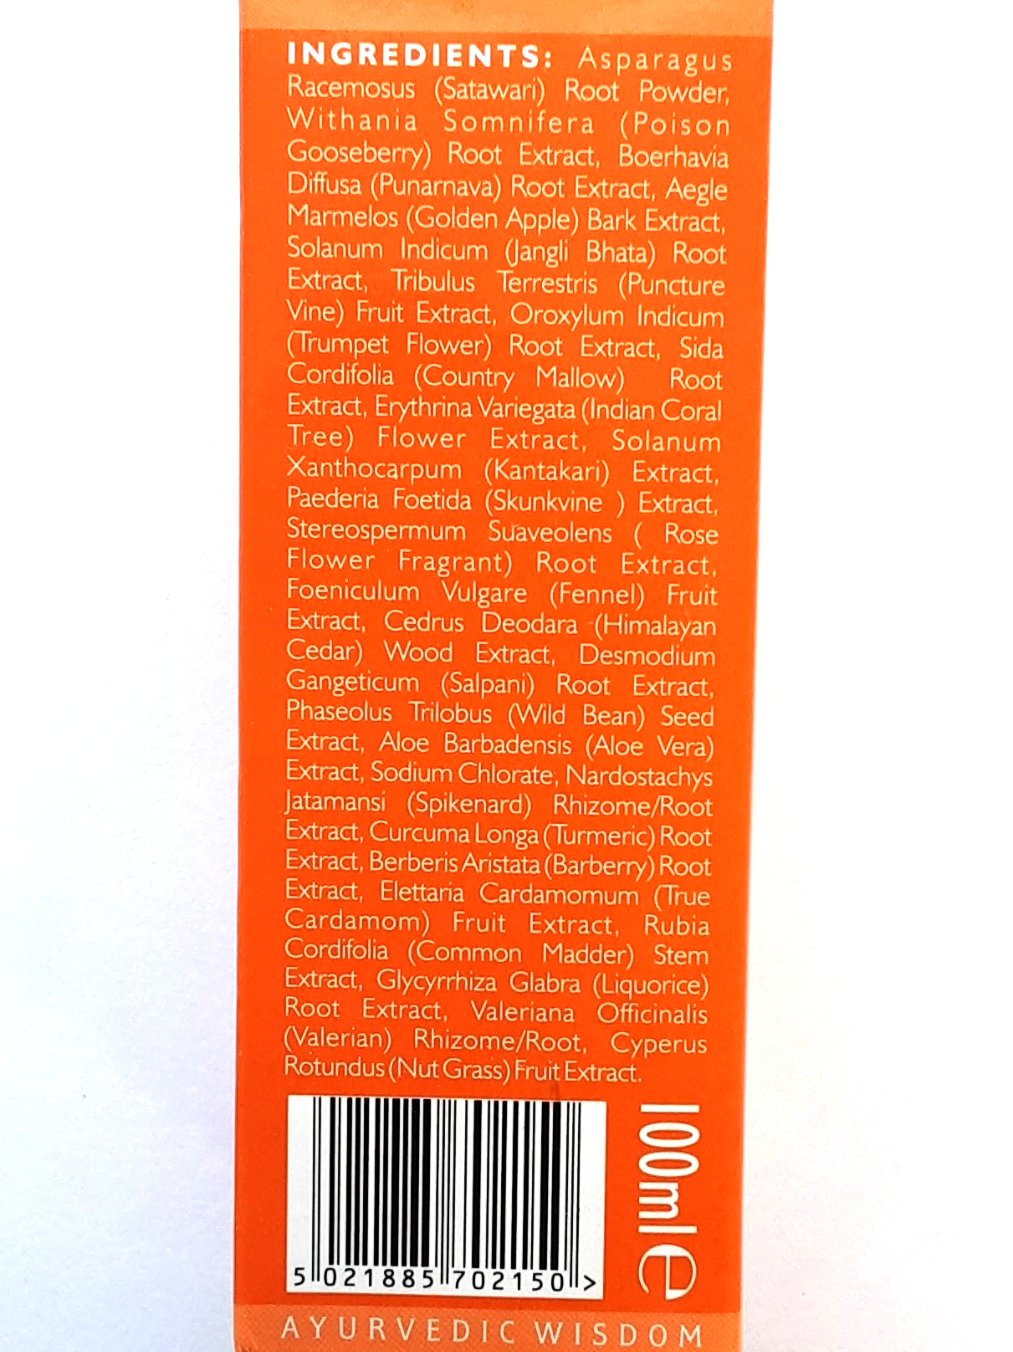 INGREDIENTS: Asparagus
Racemosus (Satawari) Root Powder,
Withania Somnifera (Poison
Gooseberry) Root Extract, Boerhavia
Diffusa (Punarnava) Root Extract, Aegle
Marmelos (Golden Apple) Bark Extract,
Solanum Indicum (Jangli Bhata) Root
Extract, Tribulus Terrestris (Puncture
Vine) Fruit Extract, Oroxylum Indicum
(Trumpet Flower) Root Extract, Sida
Cordifolia (Country Mallow) Root
Extract, Erythrina Variegata (Indian Coral
Tree) Flower Extract, Solanum
Xanthocarpum (Kantakari) Extract,
Paederia Foetida (Skunkvine ) Extract,
Stereospermum Suaveolens ( Rose
Flower Fragrant) Root Extract,
Foeniculum Vulgare (Fennel) Fruit
Extract, Cedrus Deodara (Himalayan
Cedar) Wood Extract, Desmodium
Gangeticum (Salpani) Root Extract,
Phaseolus Trilobus (Wild Bean) Seed
Extract, Aloe Barbadensis (Aloe Vera)
Extract, Sodium Chlorate, Nardostachys
Jatamansi (Spikenard) Rhizome/Root
Extract, Curcuma Longa (Turmeric) Root
Extract, Berberis Aristata (Barberry) Root
Extract, Elettaria Cardamomum (True
Cardamom) Fruit Extract, Rubia
Cordifolia (Common Madder) Stem
Extract, Glycyrrhiza Glabra (Liquorice)
Root Extract, Valeriana Officinalis
(Valerian) Rhizome/Root, Cyperus
Rotundus (Nut Grass) Fruit Extract.
100ml e
5 021885 702150 >
AYURVEDIC WISDOM